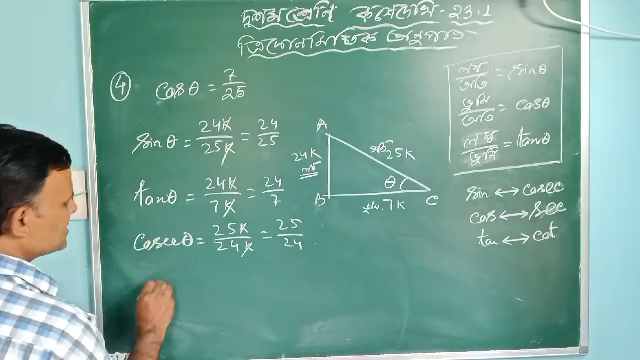 দশম শ্রেণি কষে দেখি - 23.1
ত্রিকোণমিতিক অনুপাত
④ cosθ = 7/25
sinθ = 24k/25k = 24/25
tanθ = 24k/7k = 24/7
cosecθ = 25k/24k = 25/24
A
24k
লম্ব
25k
θ
B
ভূমি 7k
C
লম্ব/অতি = sinθ
ভূমি/অতি = cosθ
লম্ব/ভূমি = tanθ
sin ↔ cosec
cos ↔ sec
tan ↔ cot